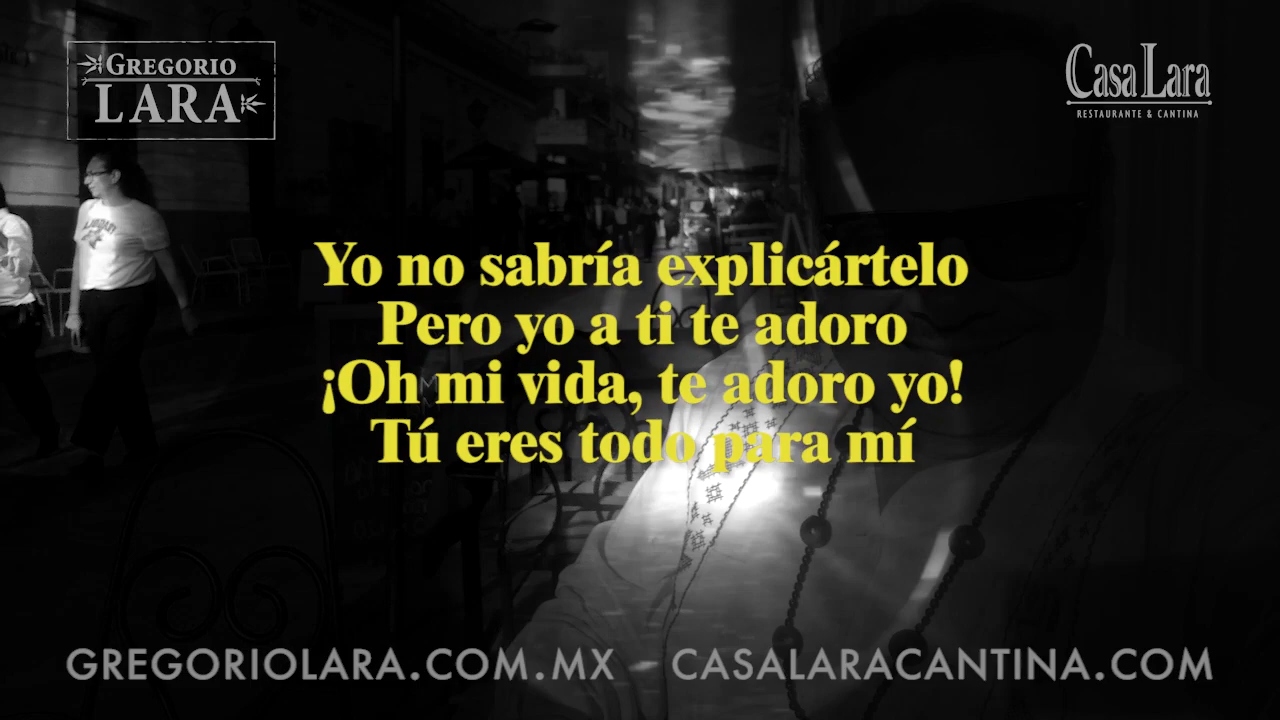 GREGORIO
LARA
Casa Lara
RESTAURANTE & CANTINA
Yo no sabría explicártelo
Pero yo a ti te adoro
¡Oh mi vida, te adoro yo!
Tú eres todo para mí
GREGORIOLARA.COM.MX
CASALARACANTINA.COM